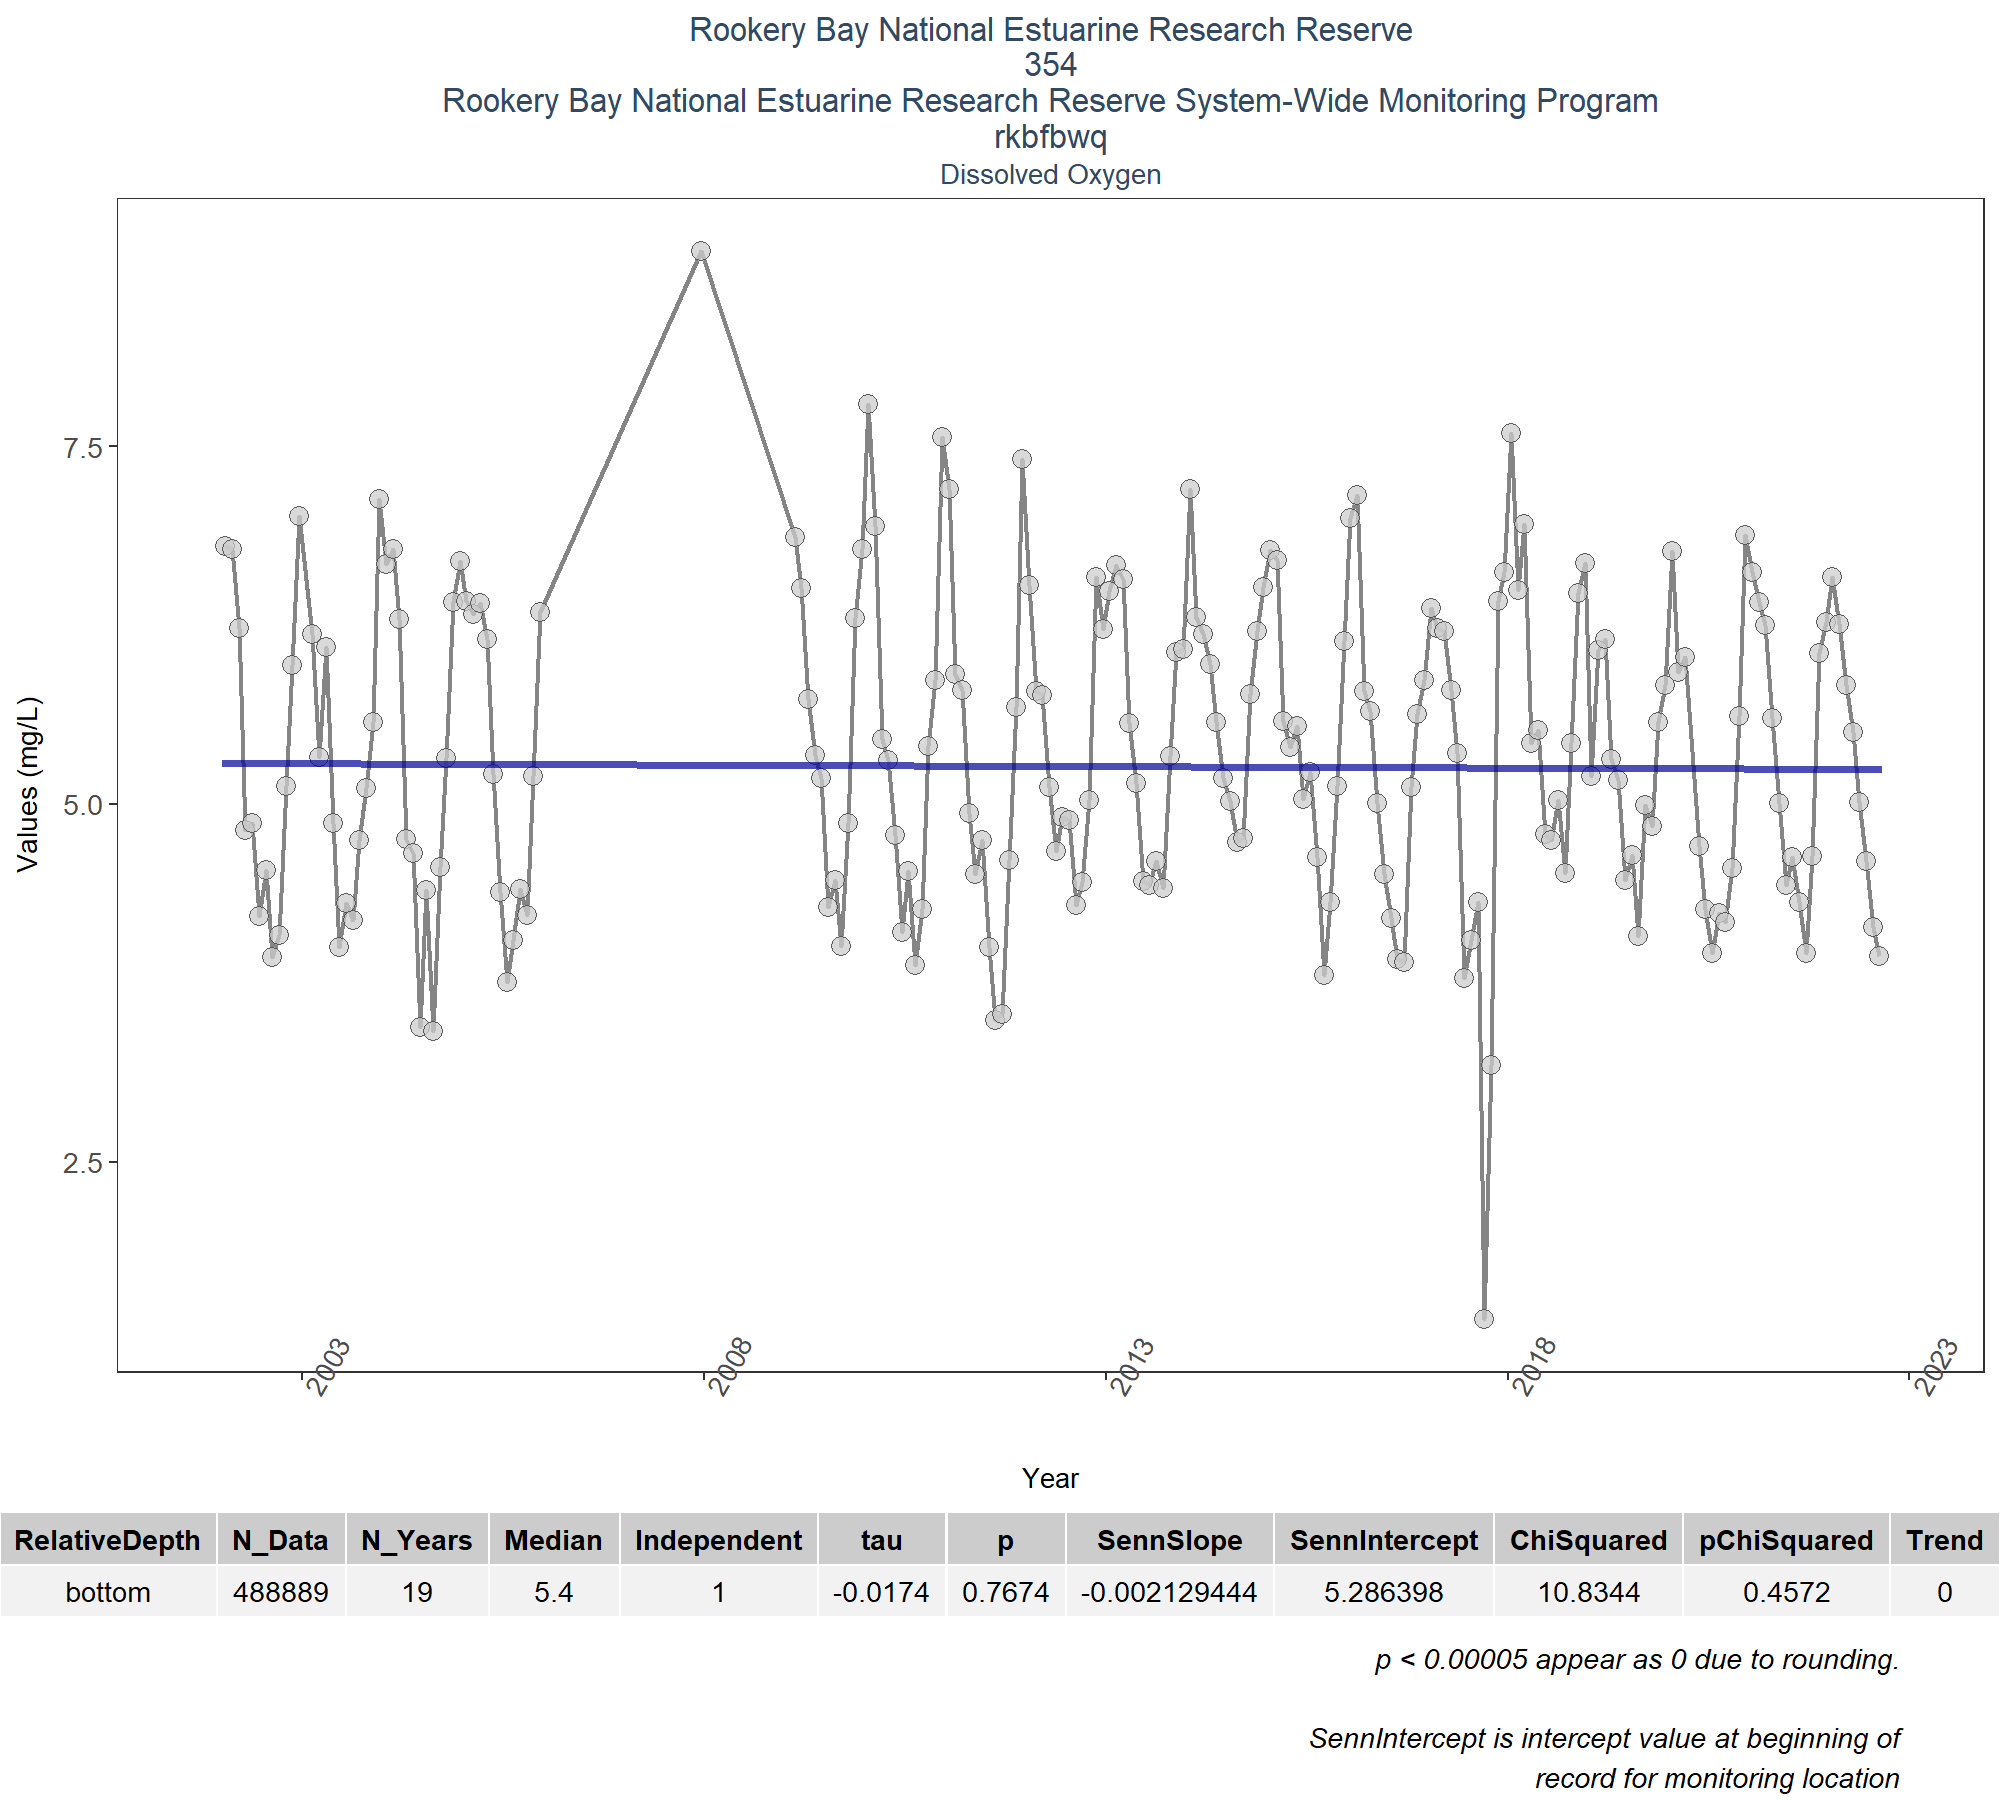 Rookery Bay National Estuarine Research Reserve
354
Rookery Bay National Estuarine Research Reserve System-Wide Monitoring Program
rkbfbwq
Dissolved Oxygen
Values (mg/L)
7.5
5.0
2.5
2003 2008 2013 2018 2023
Year
RelativeDepth N_Data N_Years Median Independent tau p SennSlope SennIntercept ChiSquared pChiSquared Trend
bottom 488889 19 5.4 1 -0.0174 0.7674 -0.002129444 5.286398 10.8344 0.4572 0
p < 0.00005 appear as 0 due to rounding.
SennIntercept is intercept value at beginning of
record for monitoring location